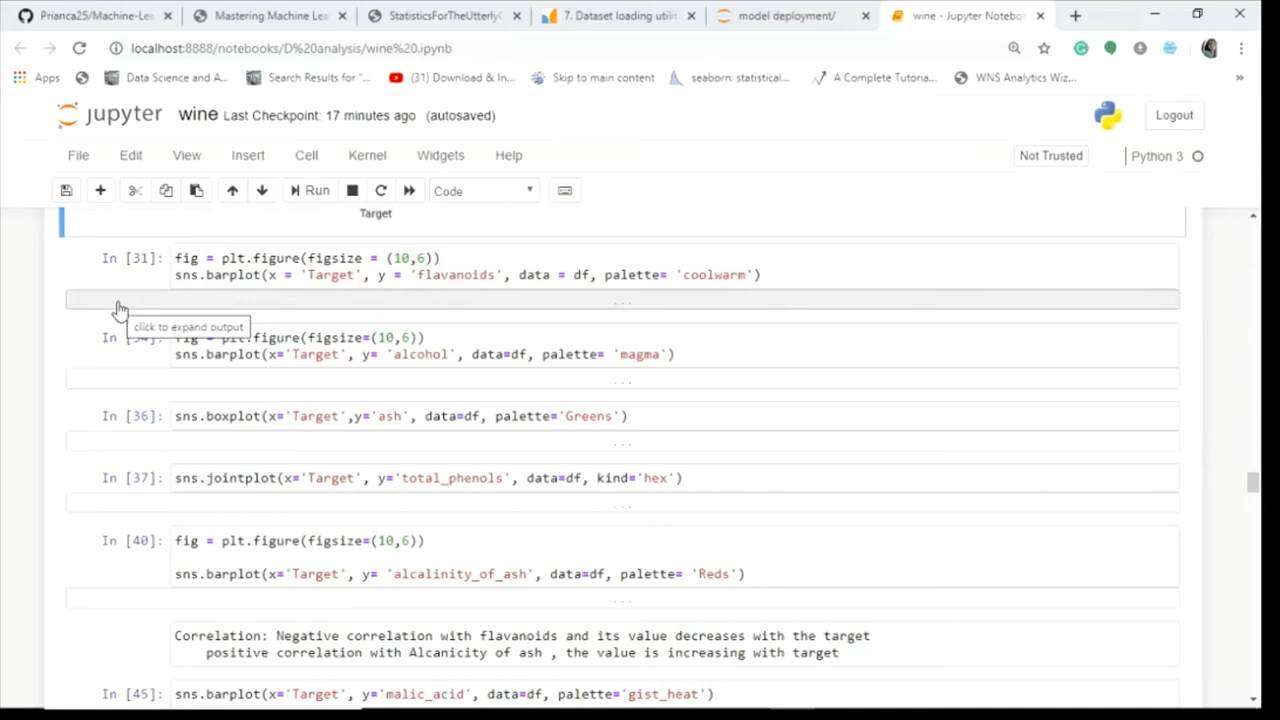 Prianca25/Machine-Lea
Mastering Machine Lea
StatisticsForTheUtterlyC
7. Dataset loading utilit
model deployment/
wine - Jupyter Notebo
localhost:8888/notebooks/D%20analysis/wine%20.ipynb
Apps
Data Science and A...
Search Results for "...
(31) Download & In...
Skip to main content
seaborn: statistical...
A Complete Tutoria...
WNS Analytics Wiz...
»
jupyter wine Last Checkpoint: 17 minutes ago (autosaved)
Logout
File Edit View Insert Cell Kernel Widgets Help
Not Trusted
Python 3
Run
Code
Target
In [31]: fig = plt.figure(figsize = (10,6))
sns.barplot(x = 'Target', y = 'flavanoids', data = df, palette= 'coolwarm')
...
click to expand output
fig = plt.figure(figsize=(10,6))
sns.barplot(x='Target', y= 'alcohol', data=df, palette= 'magma')
...
In [36]: sns.boxplot(x='Target',y='ash', data=df, palette='Greens')
...
In [37]: sns.jointplot(x='Target', y='total_phenols', data=df, kind='hex')
...
In [40]: fig = plt.figure(figsize=(10,6))
sns.barplot(x='Target', y= 'alcalinity_of_ash', data=df, palette= 'Reds')
...
Correlation: Negative correlation with flavanoids and its value decreases with the target
positive correlation with Alcanicity of ash , the value is increasing with target
In [45]: sns.barplot(x='Target', y='malic_acid', data=df, palette='gist_heat')